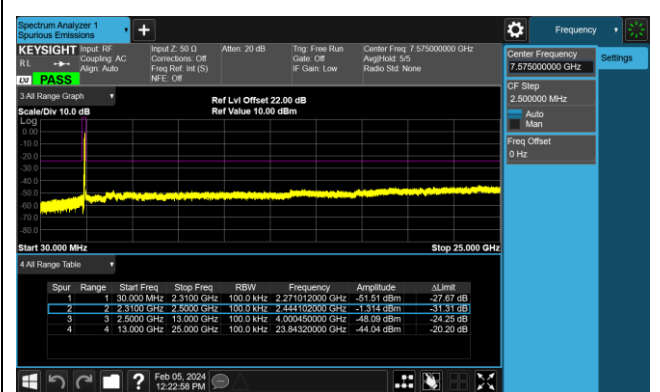 Spectrum Analyzer 1
Spurious Emissions
Frequency
KEYSIGHT Input: RF Input Z: 50 Ω Atten: 20 dB Trig: Free Run Center Freq: 7.575000000 GHz
RL Coupling: AC Corrections: Off Gate: Off Avg|Hold: 5/5
Align: Auto Freq Ref: Int (S) IF Gain: Low Radio Std: None
LXI PASS NFE: Off
3 All Range Graph
Ref Lvl Offset 22.00 dB
Scale/Div 10.0 dB Ref Value 10.00 dBm
Log
0.00
-10.0
-20.0
-30.0
-40.0
-50.0
-60.0
-70.0
-80.0
Start 30.000 MHz Stop 25.000 GHz
4 All Range Table
Spur Range Start Freq Stop Freq RBW Frequency Amplitude ΔLimit
1 1 30.000 MHz 2.3100 GHz 100.0 kHz 2.271012000 GHz -51.51 dBm -27.67 dB
2 2 2.3100 GHz 2.5000 GHz 100.0 kHz 2.444102000 GHz -1.314 dBm -31.31 dB
3 3 2.5000 GHz 13.000 GHz 100.0 kHz 4.000450000 GHz -48.09 dBm -24.25 dB
4 4 13.000 GHz 25.000 GHz 100.0 kHz 23.84320000 GHz -44.04 dBm -20.20 dB
Center Frequency
7.575000000 GHz
Settings
CF Step
2.500000 MHz
Auto
Man
Freq Offset
0 Hz
Feb 05, 2024
12:22:58 PM